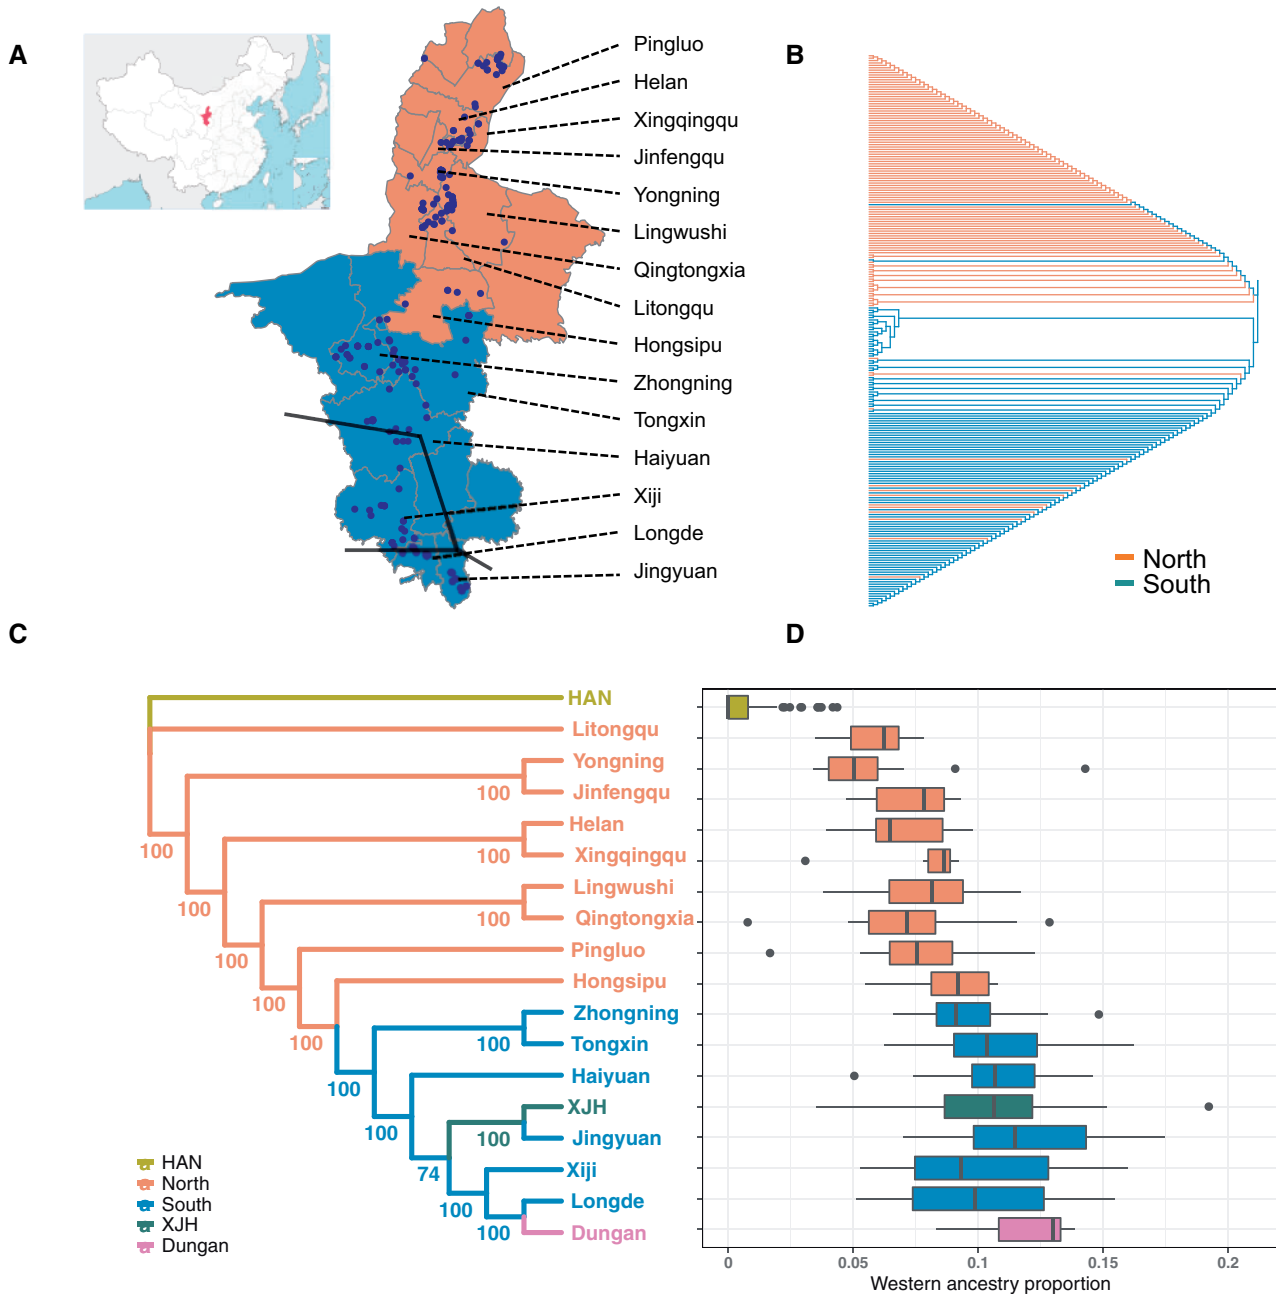 A
Pingluo
Helan
Xingqingqu
Jinfengqu
Yongning
Lingwushi
Qingtongxia
Litongqu
Hongsipu
Zhongning
Tongxin
Haiyuan
Xiji
Longde
Jingyuan
B
North
South
C
HAN
Litongqu
Yongning
100
Jinfengqu
Helan
100
100
Xingqingqu
Lingwushi
100
100
Qingtongxia
100
Pingluo
100
Hongsipu
100
Zhongning
100
100
Tongxin
Haiyuan
100
XJH
100
Jingyuan
74
Xiji
100
Longde
100
Dungan
a HAN
a North
a South
a XJH
a Dungan
D
0 0.05 0.1 0.15 0.2
Western ancestry proportion